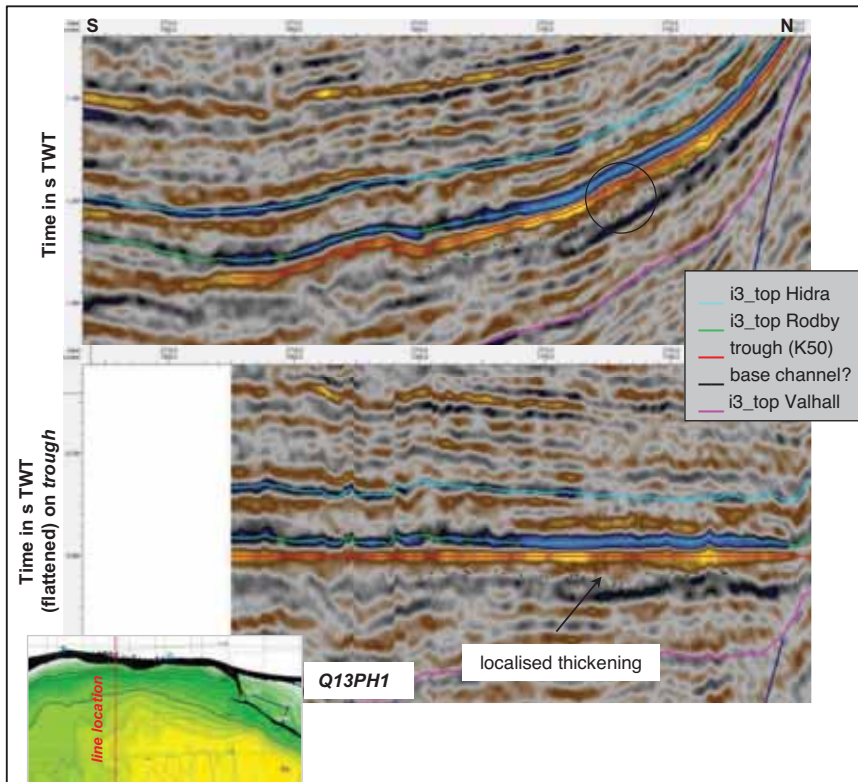 S
N
Time in s TWT
i3_top Hidra
i3_top Rodby
trough (K50)
base channel?
i3_top Valhall
Time in s TWT
(flattened) on trough
localised thickening
Q13PH1
line location